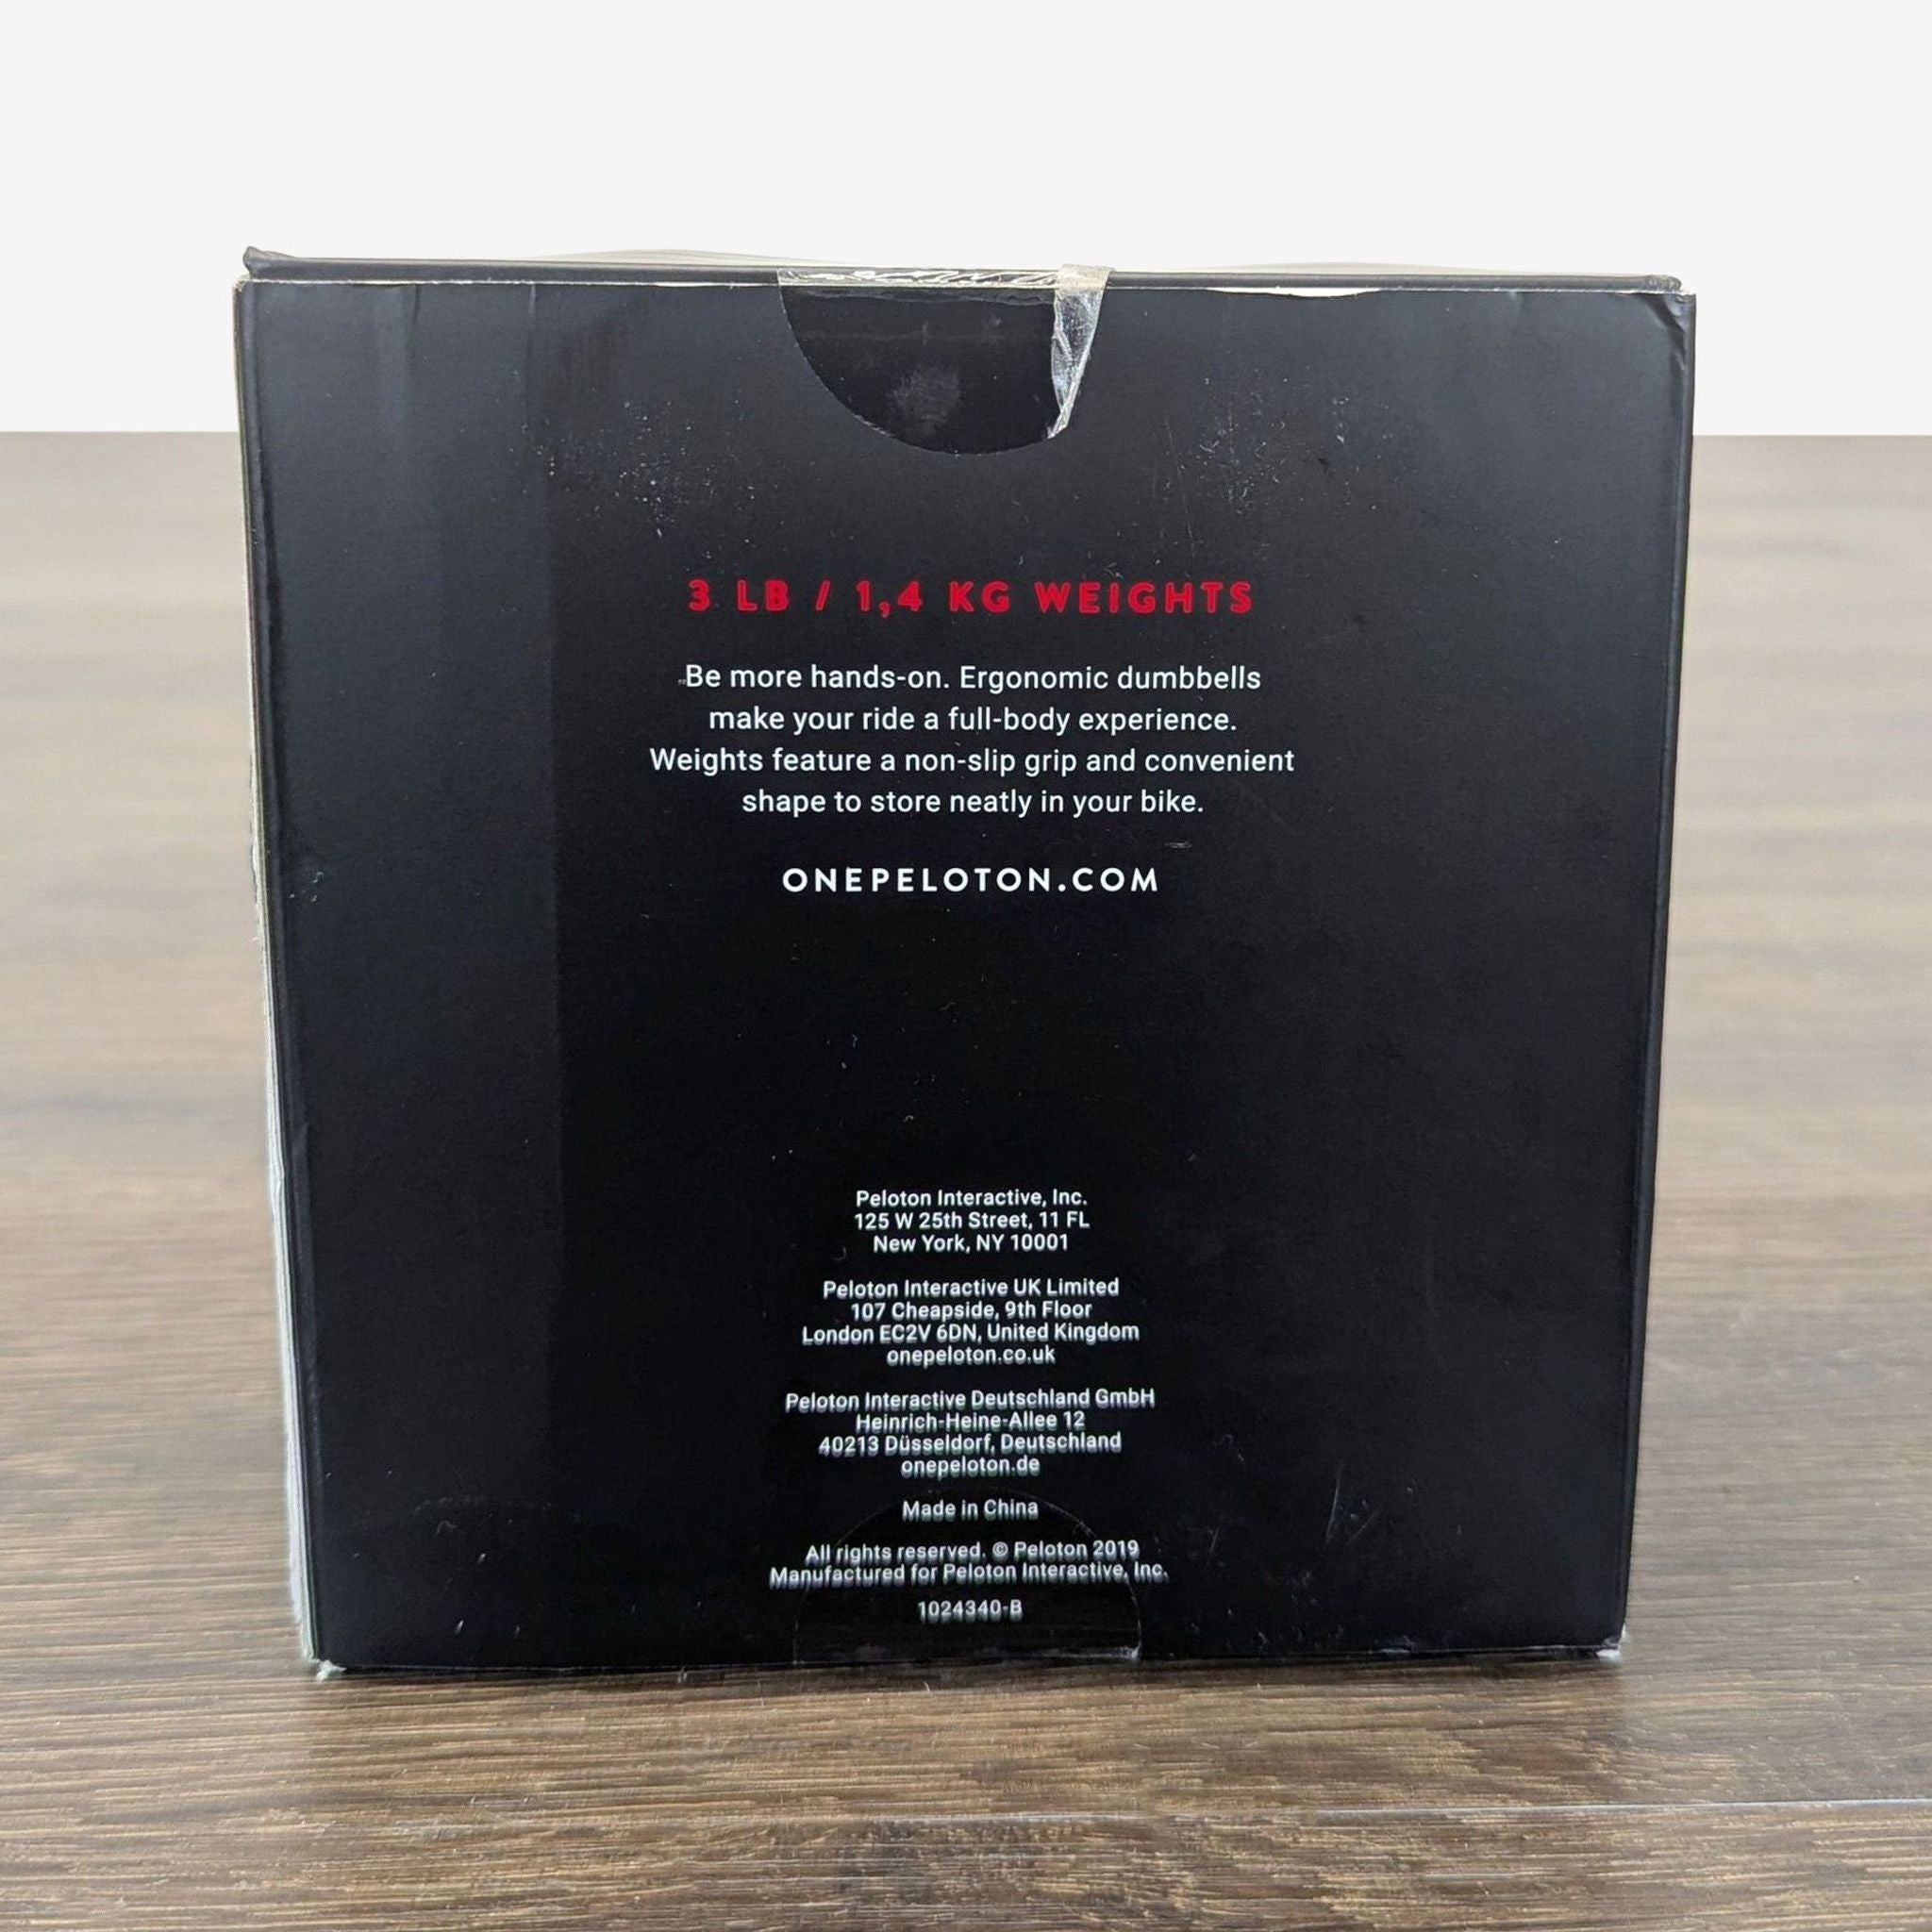 3 LB / 1,4 KG WEIGHTS
Be more hands-on. Ergonomic dumbbells
make your ride a full-body experience.
Weights feature a non-slip grip and convenient
shape to store neatly in your bike.
ONEPELOTON.COM
Peloton Interactive, Inc.
125 W 25th Street, 11 FL
New York, NY 10001
Peloton Interactive UK Limited
107 Cheapside, 9th Floor
London EC2V 6DN, United Kingdom
onepeloton.co.uk
Peloton Interactive Deutschland GmbH
Heinrich-Heine-Allee 12
40213 Düsseldorf, Deutschland
onepeloton.de
Made in China
All rights reserved. © Peloton 2019
Manufactured for Peloton Interactive, Inc.
1024340-B